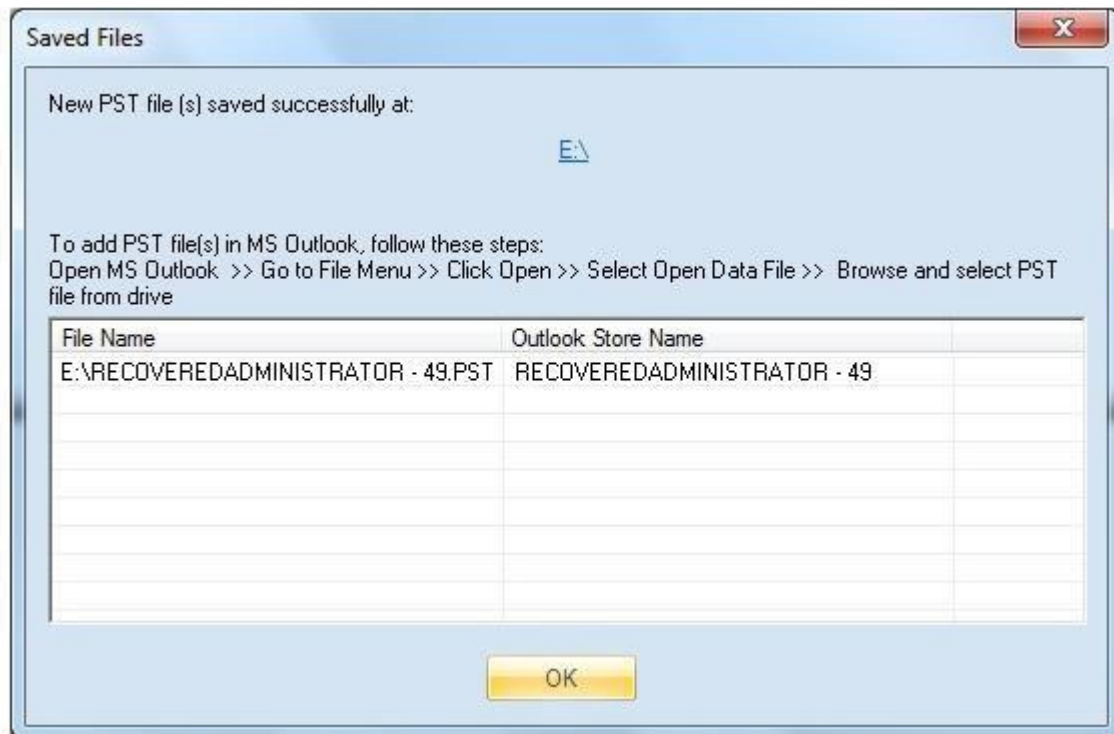 Saved Files
New PST file (s) saved successfully at:
E:\
To add PST file(s) in MS Outlook, follow these steps:
Open MS Outlook >> Go to File Menu >> Click Open >> Select Open Data File >> Browse and select PST
file from drive
File Name Outlook Store Name
E:\RECOVEREDADMINISTRATOR - 49.PST RECOVEREDADMINISTRATOR - 49
OK